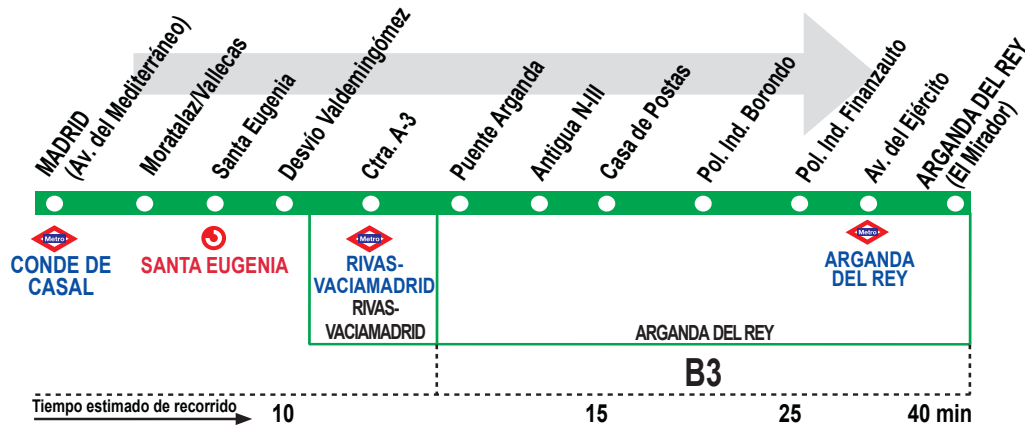 MADRID
(Av. del Mediterráneo)
Moratalaz/Vallecas
Santa Eugenia
Desvío Valdemingómez
Ctra. A-3
Puente Arganda
Antigua N-III
Casa de Postas
Pol. Ind. Borondo
Pol. Ind. Finanzauto
Av. del Ejército
ARGANDA DEL REY
(El Mirador)
Metro
CONDE DE
CASAL
SANTA EUGENIA
Metro
RIVAS-
VACIAMADRID
RIVAS-
VACIAMADRID
Metro
ARGANDA
DEL REY
ARGANDA DEL REY
B3
Tiempo estimado de recorrido
10
15
25
40 min